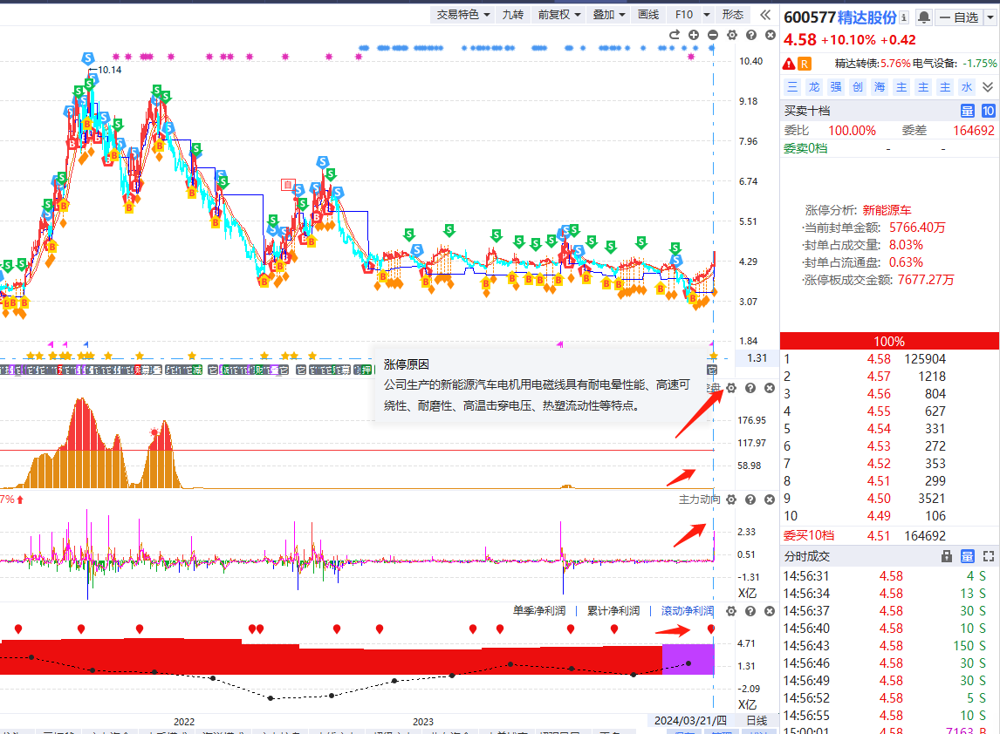 交易特色 九转 前复权 叠加 画线 F10 形态
10.14
自
10.40
9.18
7.96
6.74
5.51
4.29
3.07
1.84
1.31
涨停原因
公司生产的新能源汽车电机用电磁线具有耐电晕性能、高速可
绕性、耐磨性、高温击穿电压、热塑流动性等特点。
176.95
117.97
58.98
7%
主力动向
2.33
0.51
-1.31
X亿
单季净利润 | 累计净利润 | 滚动净利润
4.71
1.31
-2.09
X亿
2022
2023
2024/03/21/四
日线
600577 精达股份
自选
4.58 +10.10% +0.42
R 精达转债:5.76% 电气设备: -1.75%
三 龙 强 创 海 主 主 主 水
买卖十档 量 10
委比 100.00% 委差 164692
委卖0档 - -
涨停分析: 新能源车
·当前封单金额: 5766.40万
·封单占成交量: 8.03%
·封单占流通盘: 0.63%
·涨停板成交金额: 7677.27万
100%
1 4.58 125904
2 4.57 1218
3 4.56 804
4 4.55 627
5 4.54 331
6 4.53 272
7 4.52 353
8 4.51 299
9 4.50 3521
10 4.49 106
委买10档 4.51 164692
分时成交 量
14:56:31 4.58 4 S
14:56:34 4.58 13 S
14:56:37 4.58 30 S
14:56:40 4.58 10 S
14:56:43 4.58 150 S
14:56:46 4.58 30 S
14:56:49 4.58 30 S
14:56:52 4.58 5 S
14:56:55 4.58 10 S
15:00:01 4.58 7163 B